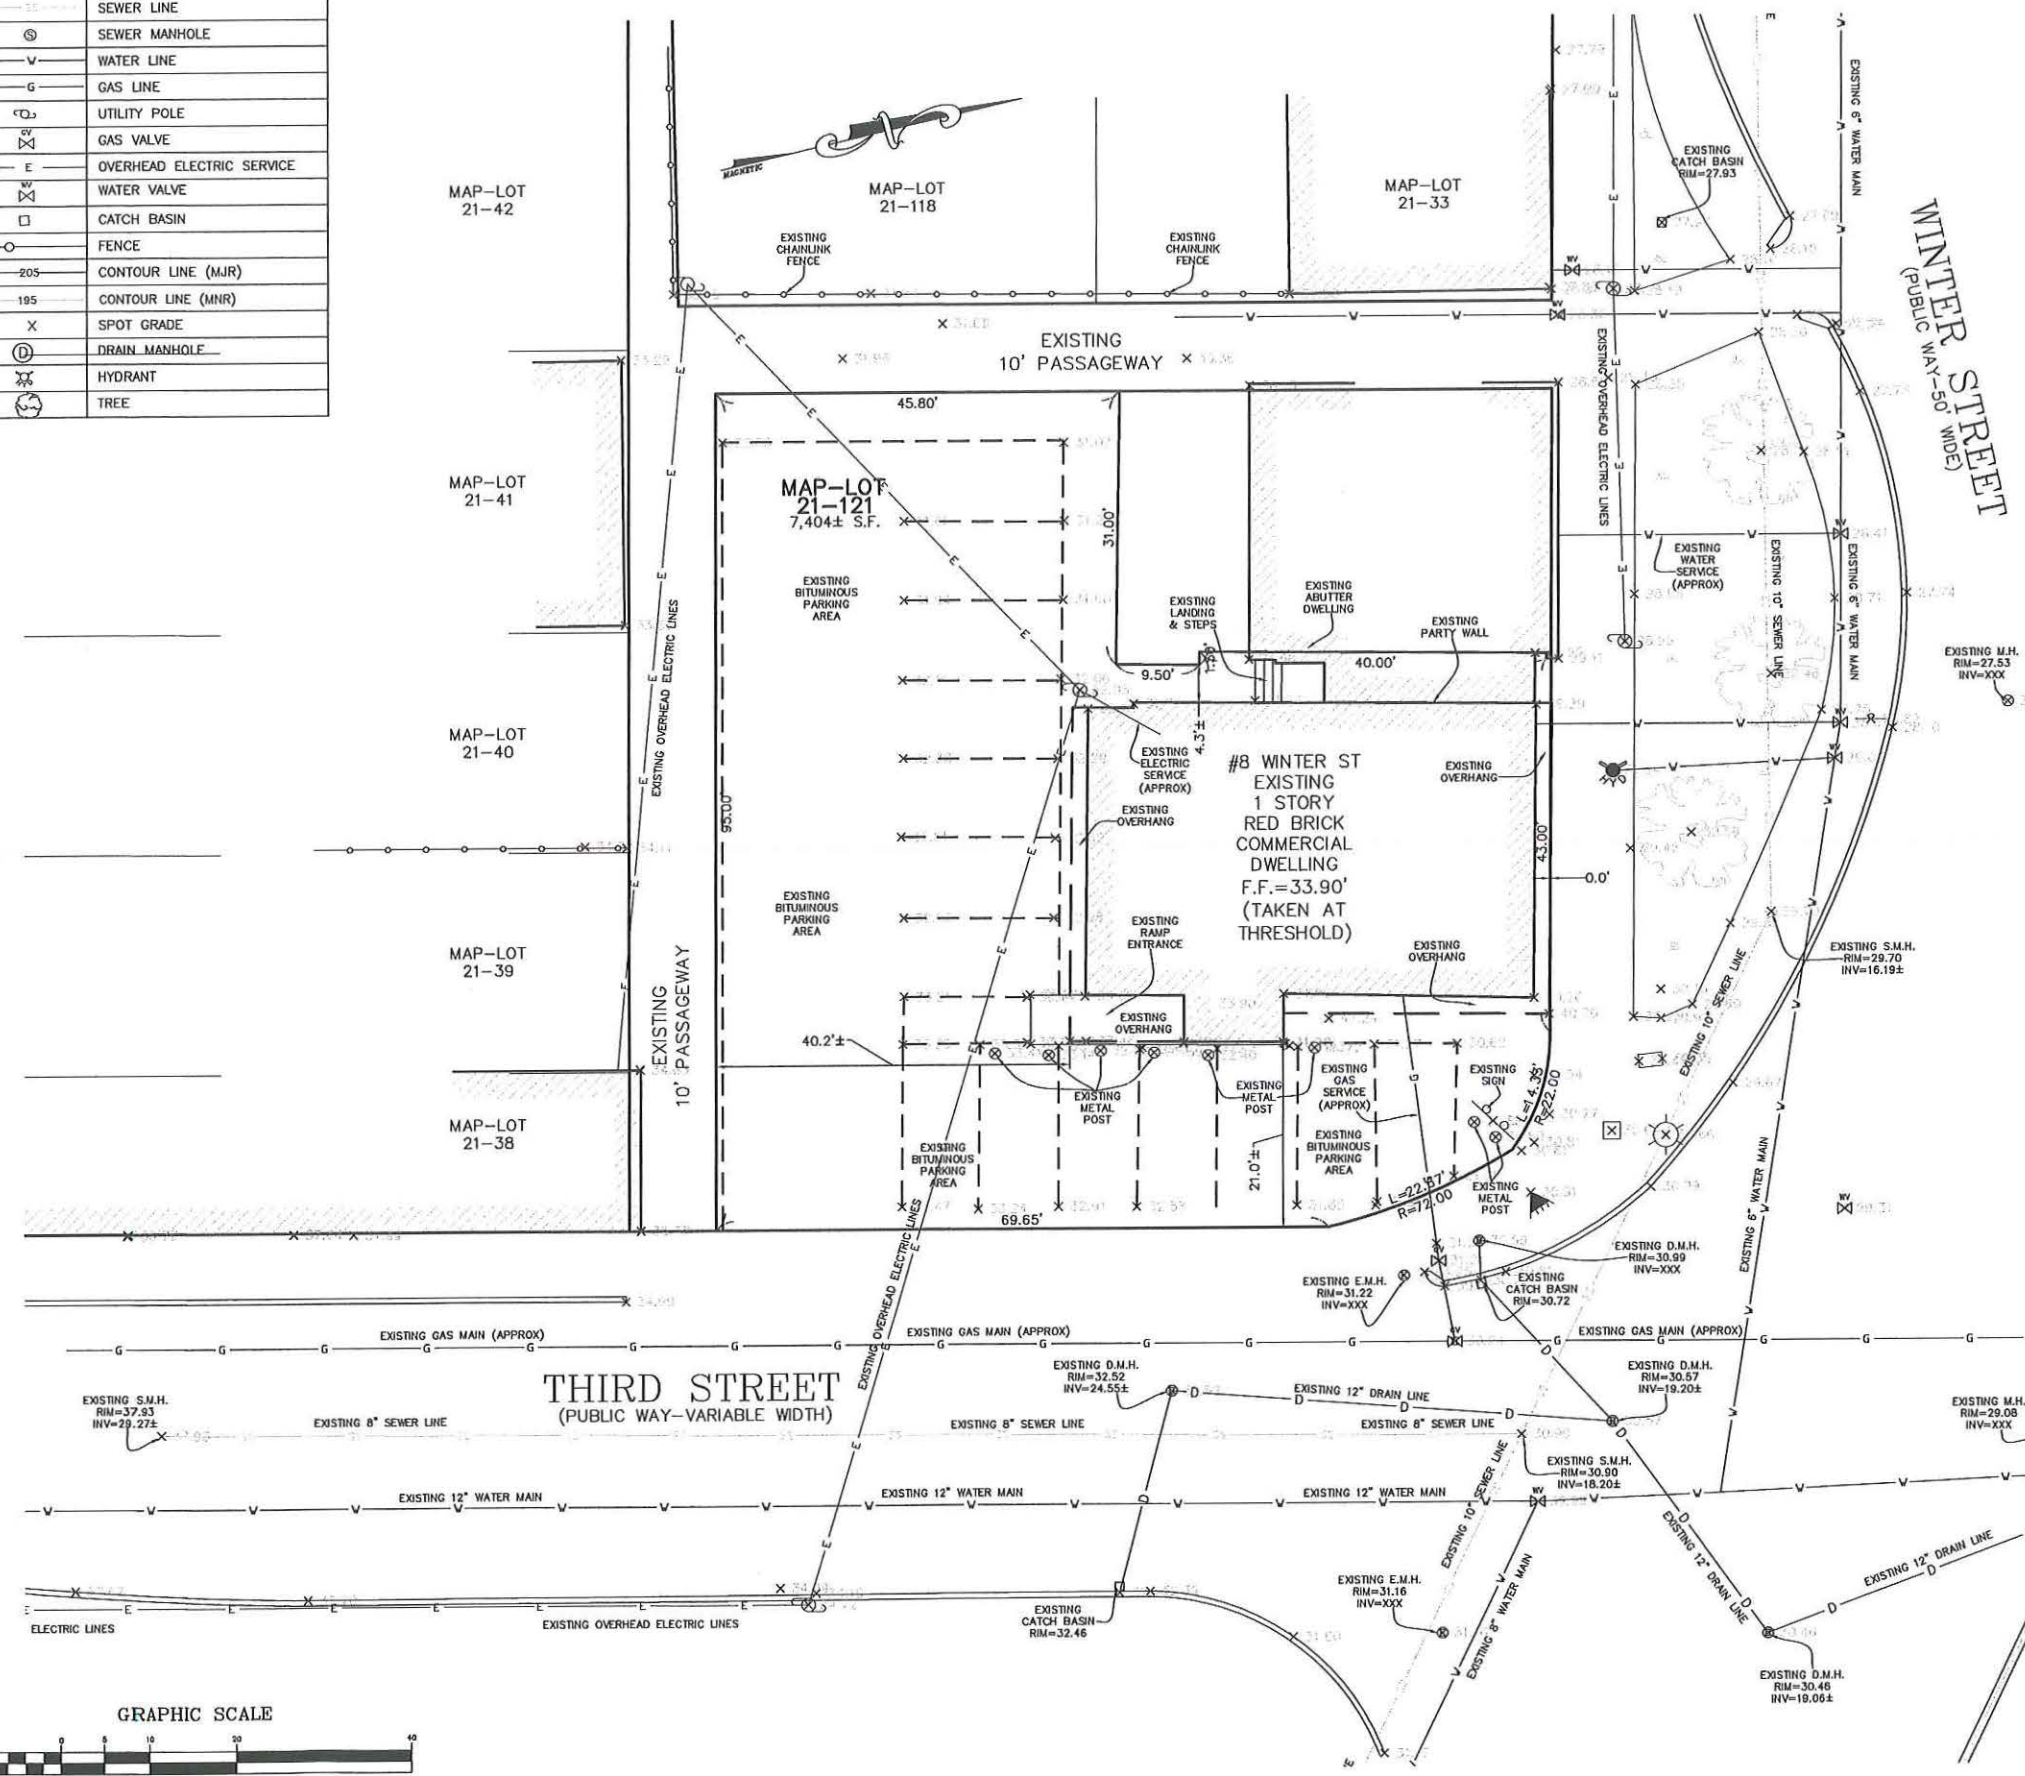 SEWER LINE
S SEWER MANHOLE
W WATER LINE
G GAS LINE
UTILITY POLE
GV GAS VALVE
E OVERHEAD ELECTRIC SERVICE
WV WATER VALVE
CATCH BASIN
FENCE
205 CONTOUR LINE (MJR)
195 CONTOUR LINE (MNR)
X SPOT GRADE
D DRAIN MANHOLE
HYDRANT
TREE
MAGNETIC
N
MAP-LOT
21-42
MAP-LOT
21-118
MAP-LOT
21-33
EXISTING
CHAINLINK
FENCE
EXISTING
CHAINLINK
FENCE
EXISTING
CATCH BASIN
RIM=27.93
EXISTING 6" WATER MAIN
WINTER STREET
(PUBLIC WAY-50' WIDE)
EXISTING
10' PASSAGEWAY
EXISTING OVERHEAD ELECTRIC LINES
45.80'
MAP-LOT
21-41
MAP-LOT
21-121
7,404± S.F.
31.00'
EXISTING
BITUMINOUS
PARKING
AREA
EXISTING
LANDING
& STEPS
EXISTING
ABUTTER
DWELLING
EXISTING
PARTY WALL
EXISTING
WATER
SERVICE
(APPROX)
EXISTING 10" SEWER LINE
EXISTING 6" WATER MAIN
EXISTING M.H.
RIM=27.53
INV=XXX
EXISTING OVERHEAD ELECTRIC LINES
9.50'
40.00'
4.3'±
MAP-LOT
21-40
EXISTING
ELECTRIC
SERVICE
(APPROX)
#8 WINTER ST
EXISTING
1 STORY
RED BRICK
COMMERCIAL
DWELLING
F.F.=33.90'
(TAKEN AT
THRESHOLD)
EXISTING
OVERHANG
EXISTING
OVERHANG
95.00'
43.00'
0.0'
EXISTING
BITUMINOUS
PARKING
AREA
EXISTING
RAMP
ENTRANCE
EXISTING
OVERHANG
EXISTING S.M.H.
RIM=29.70
INV=16.19±
MAP-LOT
21-39
EXISTING
10' PASSAGEWAY
EXISTING
OVERHANG
EXISTING 10" SEWER LINE
40.2'±
EXISTING
METAL
POST
EXISTING
METAL
POST
EXISTING
GAS
SERVICE
(APPROX)
EXISTING
SIGN
L=14.35'
R=22.00
MAP-LOT
21-38
EXISTING
BITUMINOUS
PARKING
AREA
21.0'±
EXISTING
BITUMINOUS
PARKING
AREA
L=22.37'
R=72.00
EXISTING
METAL
POST
69.65'
EXISTING 6" WATER MAIN
EXISTING OVERHEAD ELECTRIC LINES
EXISTING E.M.H.
RIM=31.22
INV=XXX
EXISTING
CATCH BASIN
RIM=30.72
EXISTING D.M.H.
RIM=30.99
INV=XXX
EXISTING GAS MAIN (APPROX)
EXISTING GAS MAIN (APPROX)
EXISTING GAS MAIN (APPROX)
THIRD STREET
(PUBLIC WAY-VARIABLE WIDTH)
EXISTING D.M.H.
RIM=32.52
INV=24.55±
EXISTING 12" DRAIN LINE
EXISTING D.M.H.
RIM=30.57
INV=19.20±
EXISTING S.M.H.
RIM=37.93
INV=29.27±
EXISTING 8" SEWER LINE
EXISTING 8" SEWER LINE
EXISTING 8" SEWER LINE
EXISTING M.H.
RIM=29.08
INV=XXX
EXISTING S.M.H.
RIM=30.90
INV=18.20±
EXISTING 12" WATER MAIN
EXISTING 12" WATER MAIN
EXISTING 12" WATER MAIN
EXISTING 10" SEWER LINE
EXISTING 12" DRAIN LINE
EXISTING 12" DRAIN LINE
EXISTING 8" WATER MAIN
EXISTING E.M.H.
RIM=31.16
INV=XXX
ELECTRIC LINES
EXISTING OVERHEAD ELECTRIC LINES
EXISTING
CATCH BASIN
RIM=32.46
EXISTING D.M.H.
RIM=30.46
INV=19.06±
GRAPHIC SCALE
0 5 10 20 40